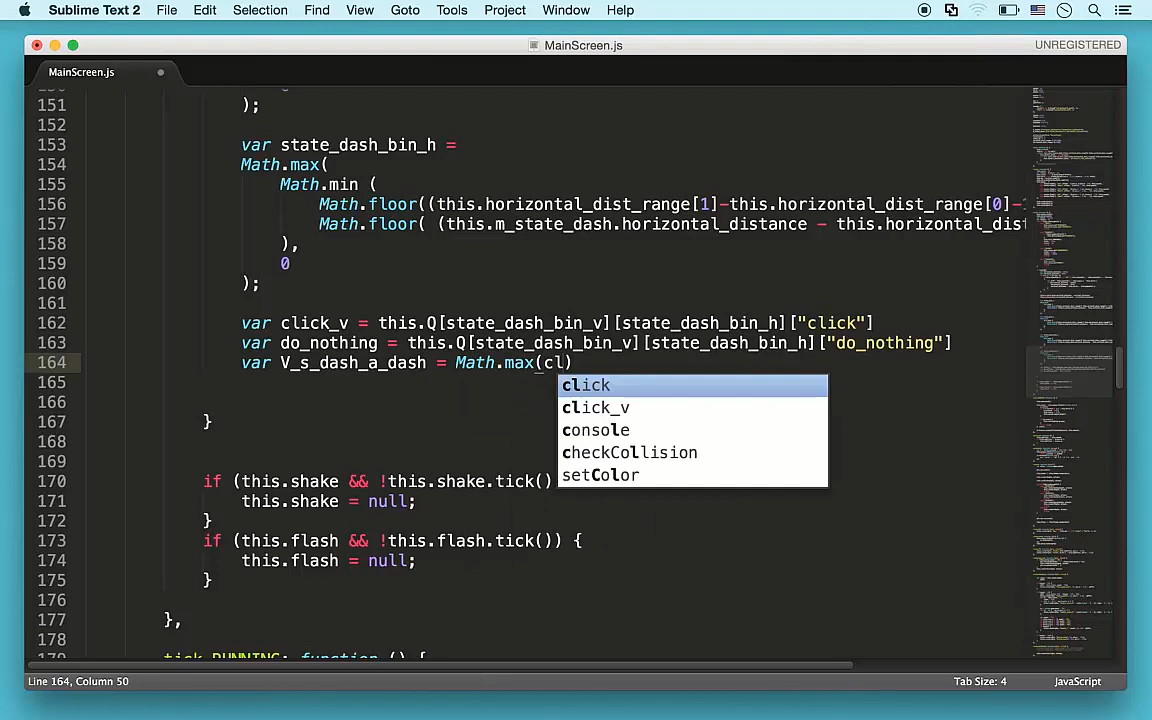 Sublime Text 2 File Edit Selection Find View Goto Tools Project Window Help
MainScreen.js UNREGISTERED
MainScreen.js
151 );
152
153 var state_dash_bin_h =
154 Math.max(
155 Math.min (
156 Math.floor((this.horizontal_dist_range[1]-this.horizontal_dist_range[0]-
157 Math.floor( (this.m_state_dash.horizontal_distance - this.horizontal_dist
158 ),
159 0
160 );
161
162 var click_v = this.Q[state_dash_bin_v][state_dash_bin_h]["click"]
163 var do_nothing = this.Q[state_dash_bin_v][state_dash_bin_h]["do_nothing"]
164 var V_s_dash_a_dash = Math.max(cl)
165 click
166 click_v
167 } console
168 checkCollision
169 setColor
170 if (this.shake && !this.shake.tick()
171 this.shake = null;
172 }
173 if (this.flash && !this.flash.tick()) {
174 this.flash = null;
175 }
176
177 },
178
tick_RUNNING: function () {
Line 164, Column 50 Tab Size: 4 JavaScript